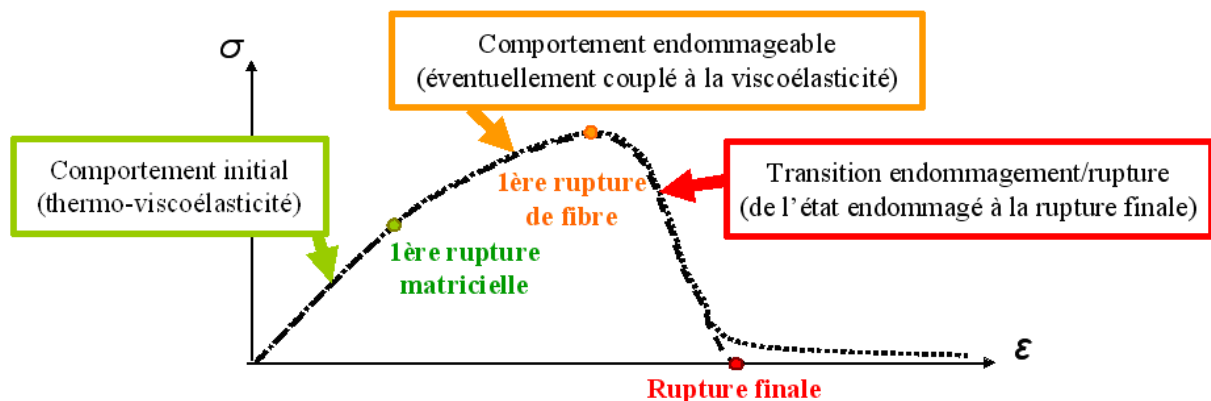 σ
Comportement endommageable
(éventuellement couplé à la viscoélasticité)
Comportement initial
(thermo-viscoélasticité)
1ère rupture
de fibre
Transition endommagement/rupture
(de l'état endommagé à la rupture finale)
1ère rupture
matricielle
ε
Rupture finale